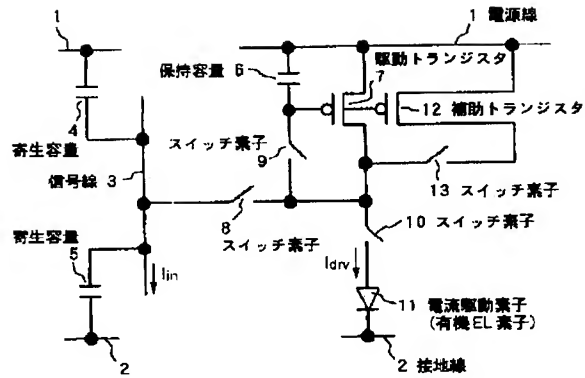 1
1 電源線
駆動トランジスタ
保持容量 6
7
12 補助トランジスタ
4
寄生容量
スイッチ素子
9
信号線 3
13 スイッチ素子
8
スイッチ素子
10 スイッチ素子
寄生容量
5
Iin
Idrv
11 電流駆動素子
(有機EL素子)
2
2 接地線